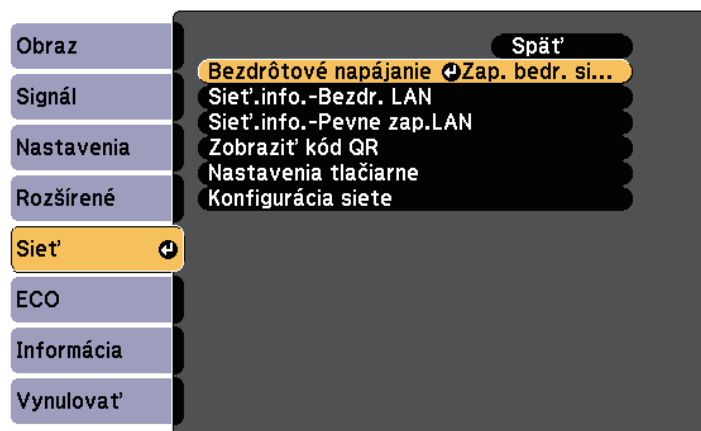 Obraz
Signál
Nastavenia
Rozšírené
Sieť
ECO
Informácia
Vynulovať
Späť
Bezdrôtové napájanie Zap. bedr. si...
Sieť.info.-Bezdr. LAN
Sieť.info.-Pevne zap.LAN
Zobraziť kód QR
Nastavenia tlačiarne
Konfigurácia siete